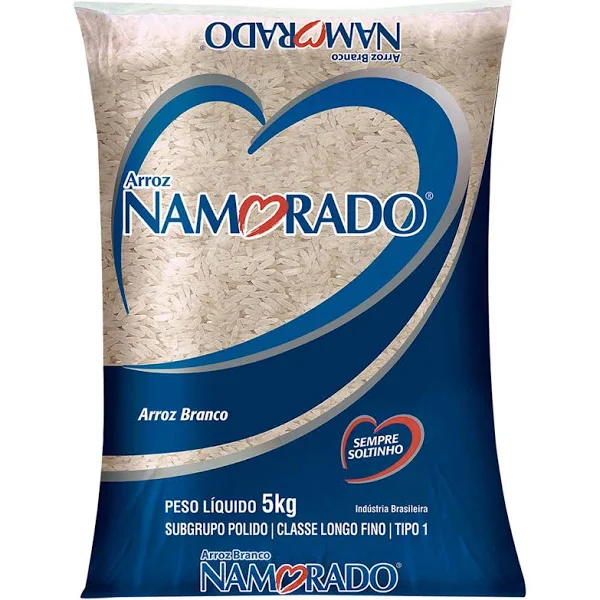 NAMORADO
Arroz Branco
Arroz
NAMORADO®
Arroz Branco
SEMPRE
SOLTINHO
PESO LÍQUIDO 5kg
Indústria Brasileira
SUBGRUPO POLIDO | CLASSE LONGO FINO | TIPO 1
Arroz Branco
NAMORADO